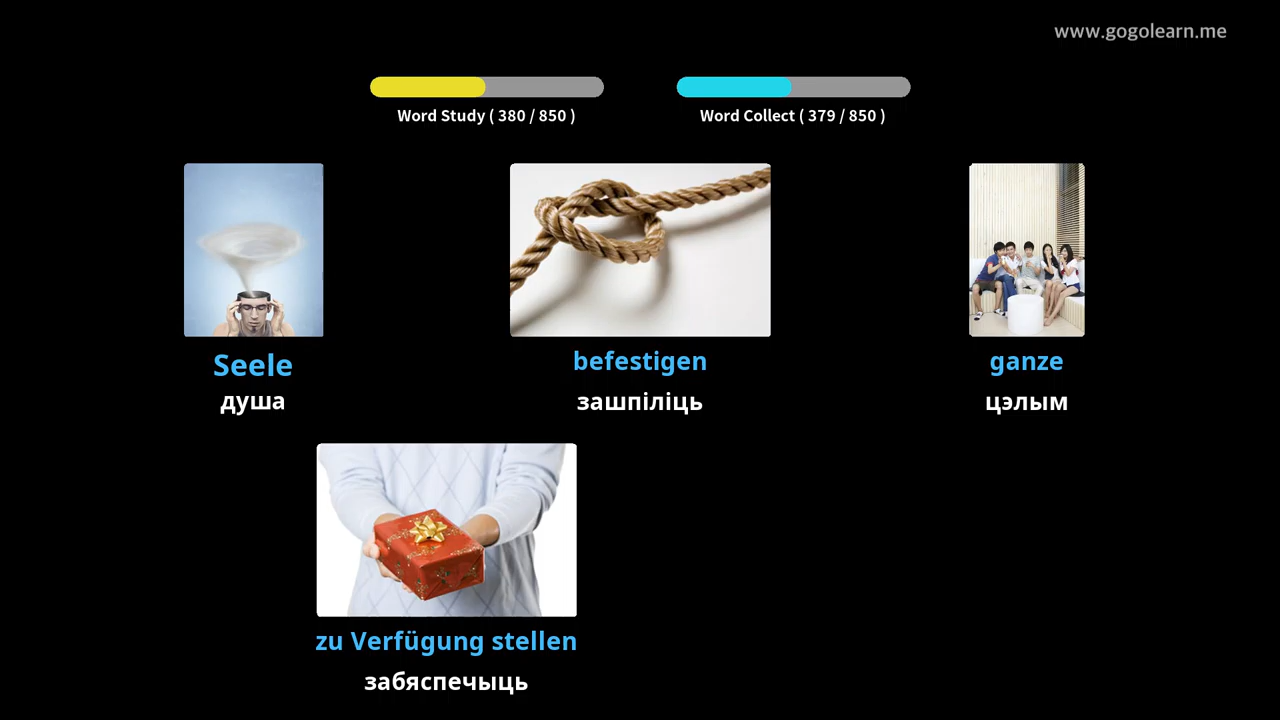 www.gogolearn.me
Word Study ( 380 / 850 )
Word Collect ( 379 / 850 )
Seele
душа
befestigen
зашпіліць
ganze
цэлым
zu Verfügung stellen
забяспечыць